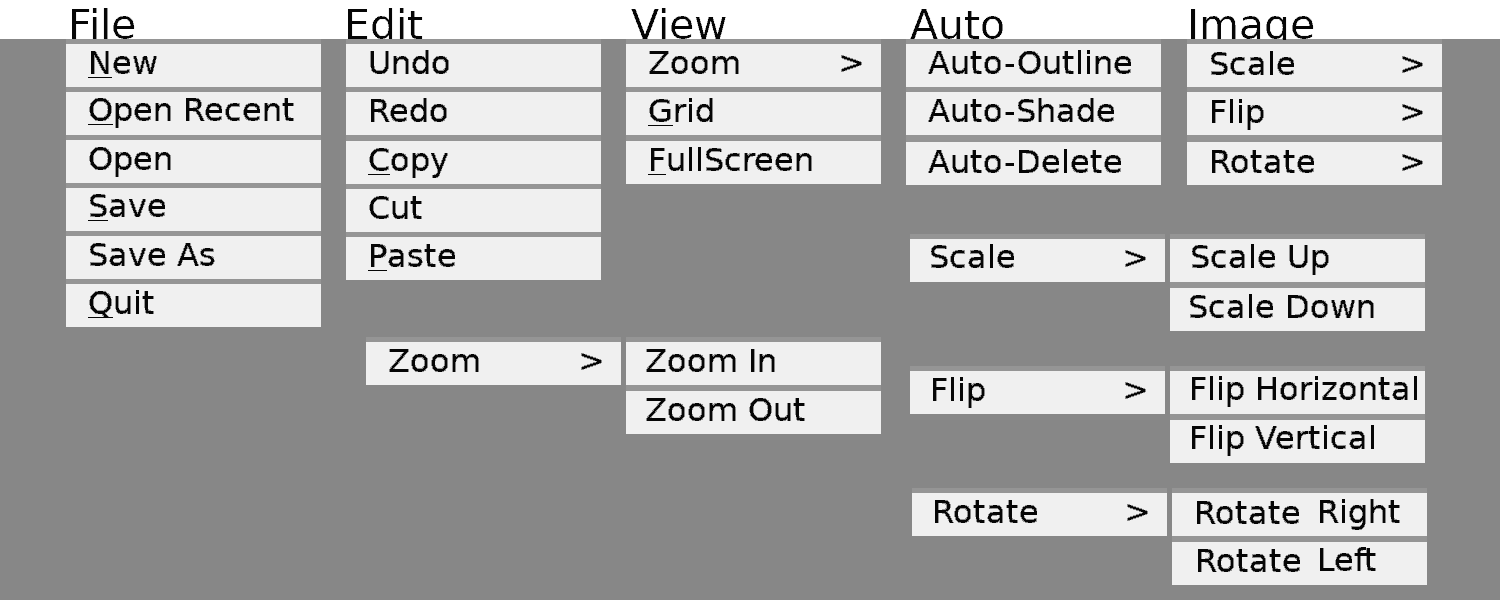 File
New
Open Recent
Open
Save
Save As
Quit
Edit
Undo
Redo
Copy
Cut
Paste
View
Zoom >
Grid
FullScreen
Zoom >
Zoom In
Zoom Out
Auto
Auto-Outline
Auto-Shade
Auto-Delete
Image
Scale >
Flip >
Rotate >
Scale >
Scale Up
Scale Down
Flip >
Flip Horizontal
Flip Vertical
Rotate >
Rotate Right
Rotate Left